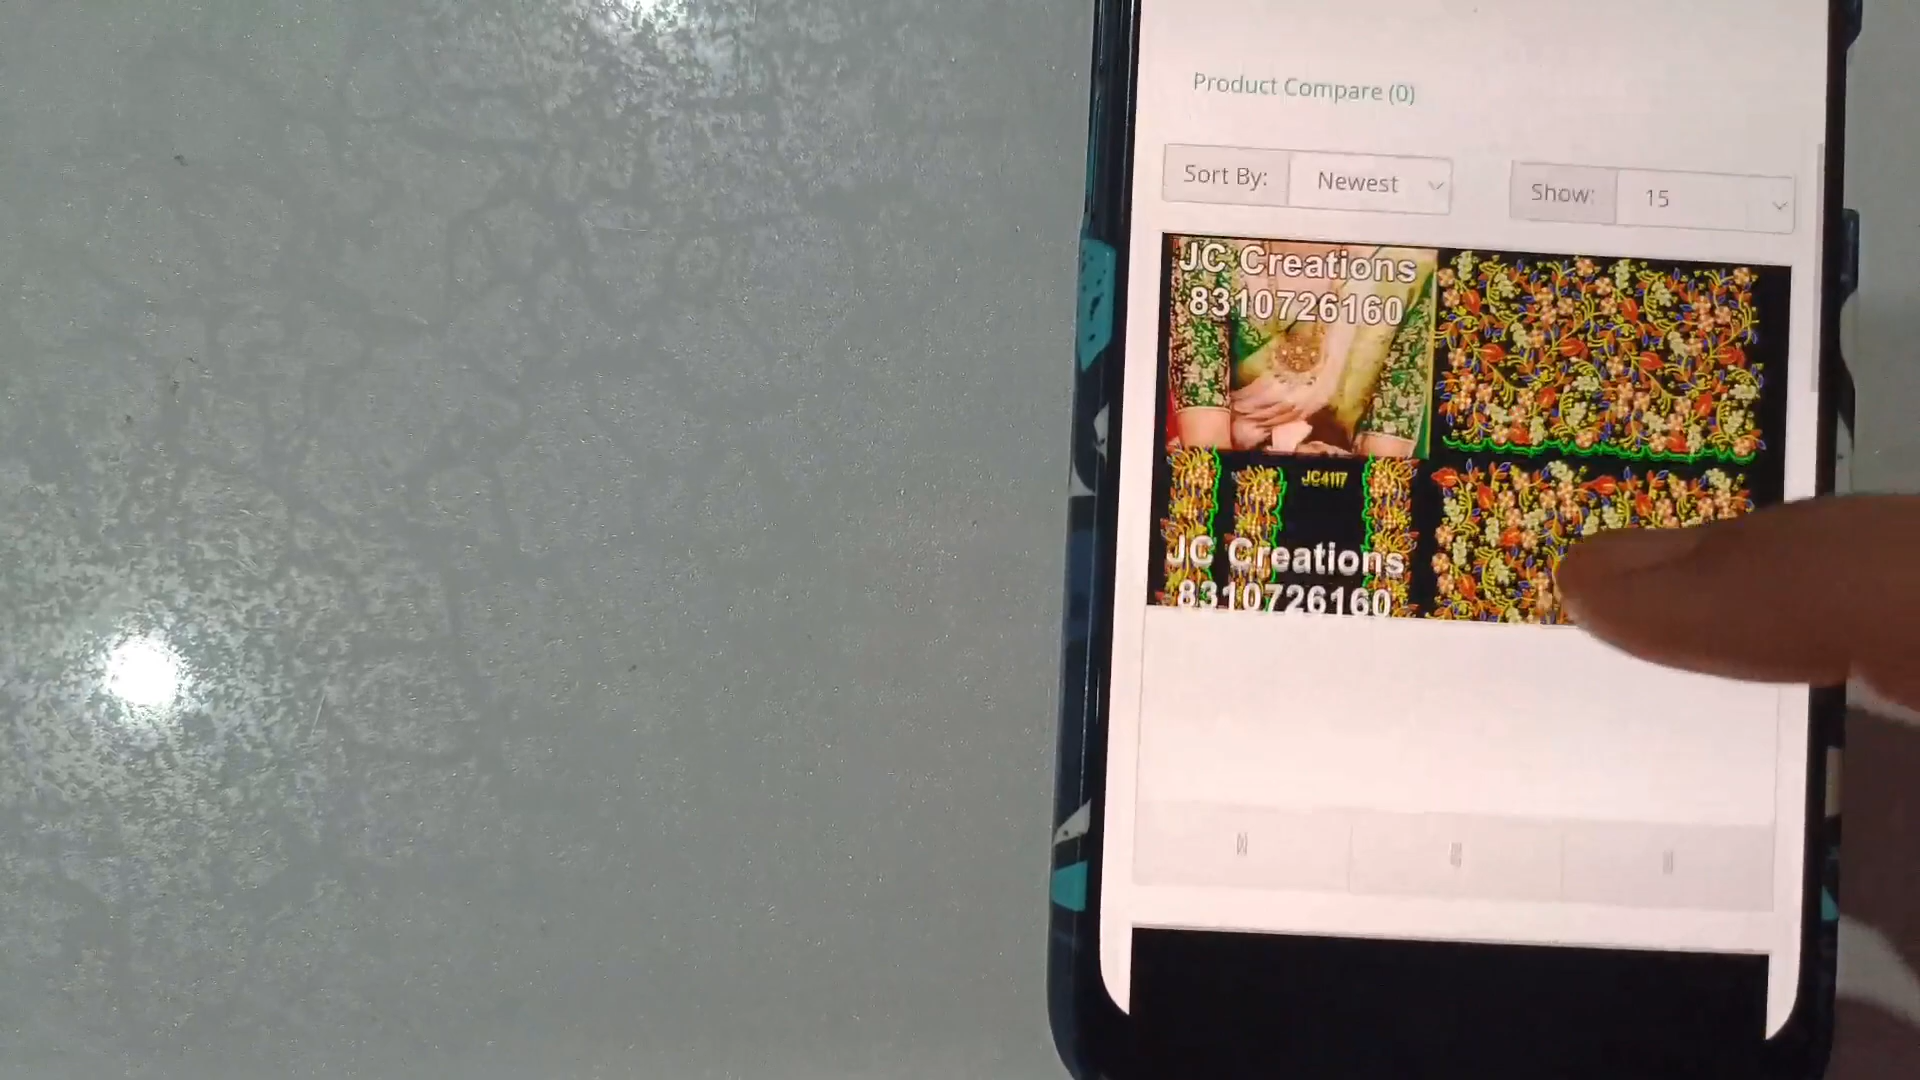 Product Compare (0)
Sort By: Newest
Show: 15
JC Creations
8310726160
JC4117
JC Creations
8310726160